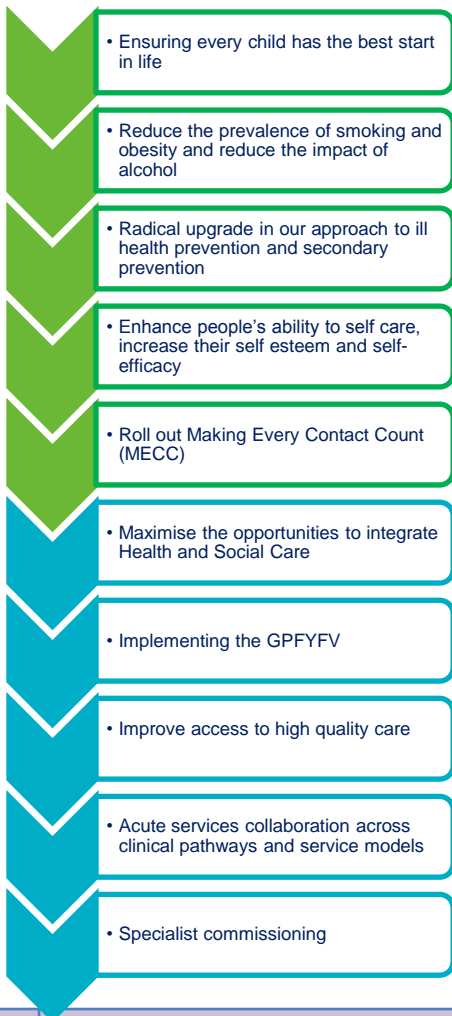 • Ensuring every child has the best start
in life
• Reduce the prevalence of smoking and
obesity and reduce the impact of
alcohol
• Radical upgrade in our approach to ill
health prevention and secondary
prevention
• Enhance people's ability to self care,
increase their self esteem and self-
efficacy
• Roll out Making Every Contact Count
(MECC)
• Maximise the opportunities to integrate
Health and Social Care
• Implementing the GPFYFV
• Improve access to high quality care
• Acute services collaboration across
clinical pathways and service models
• Specialist commissioning